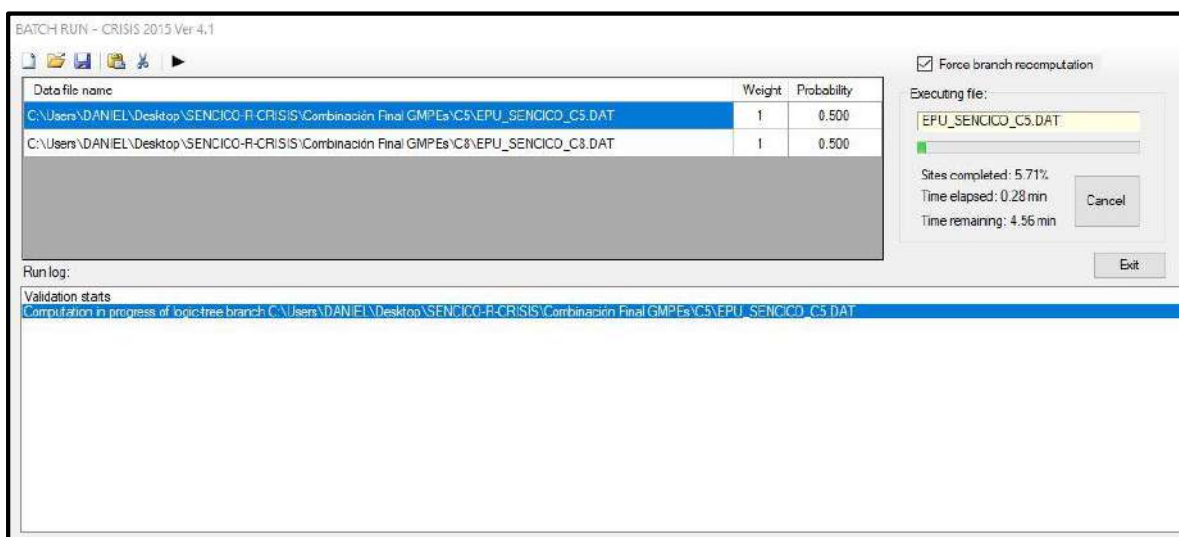 BATCH RUN - CRISIS 2015 Ver 4.1
Force branch recomputation
Data file name Weight Probability
C:\Users\DANIEL\Desktop\SENCICO-R-CRISIS\Combinación Final GMPEs\C5\EPU_SENCICO_C5.DAT 1 0.500
C:\Users\DANIEL\Desktop\SENCICO-R-CRISIS\Combinación Final GMPEs\C8\EPU_SENCICO_C8.DAT 1 0.500
Executing file:
EPU_SENCICO_C5.DAT
Sites completed: 5.71%
Time elapsed: 0.28 min
Time remaining: 4.56 min
Cancel
Exit
Run log:
Validation starts
Computation in progress of logic-tree branch C:\Users\DANIEL\Desktop\SENCICO-R-CRISIS\Combinación Final GMPEs\C5\EPU_SENCICO_C5.DAT